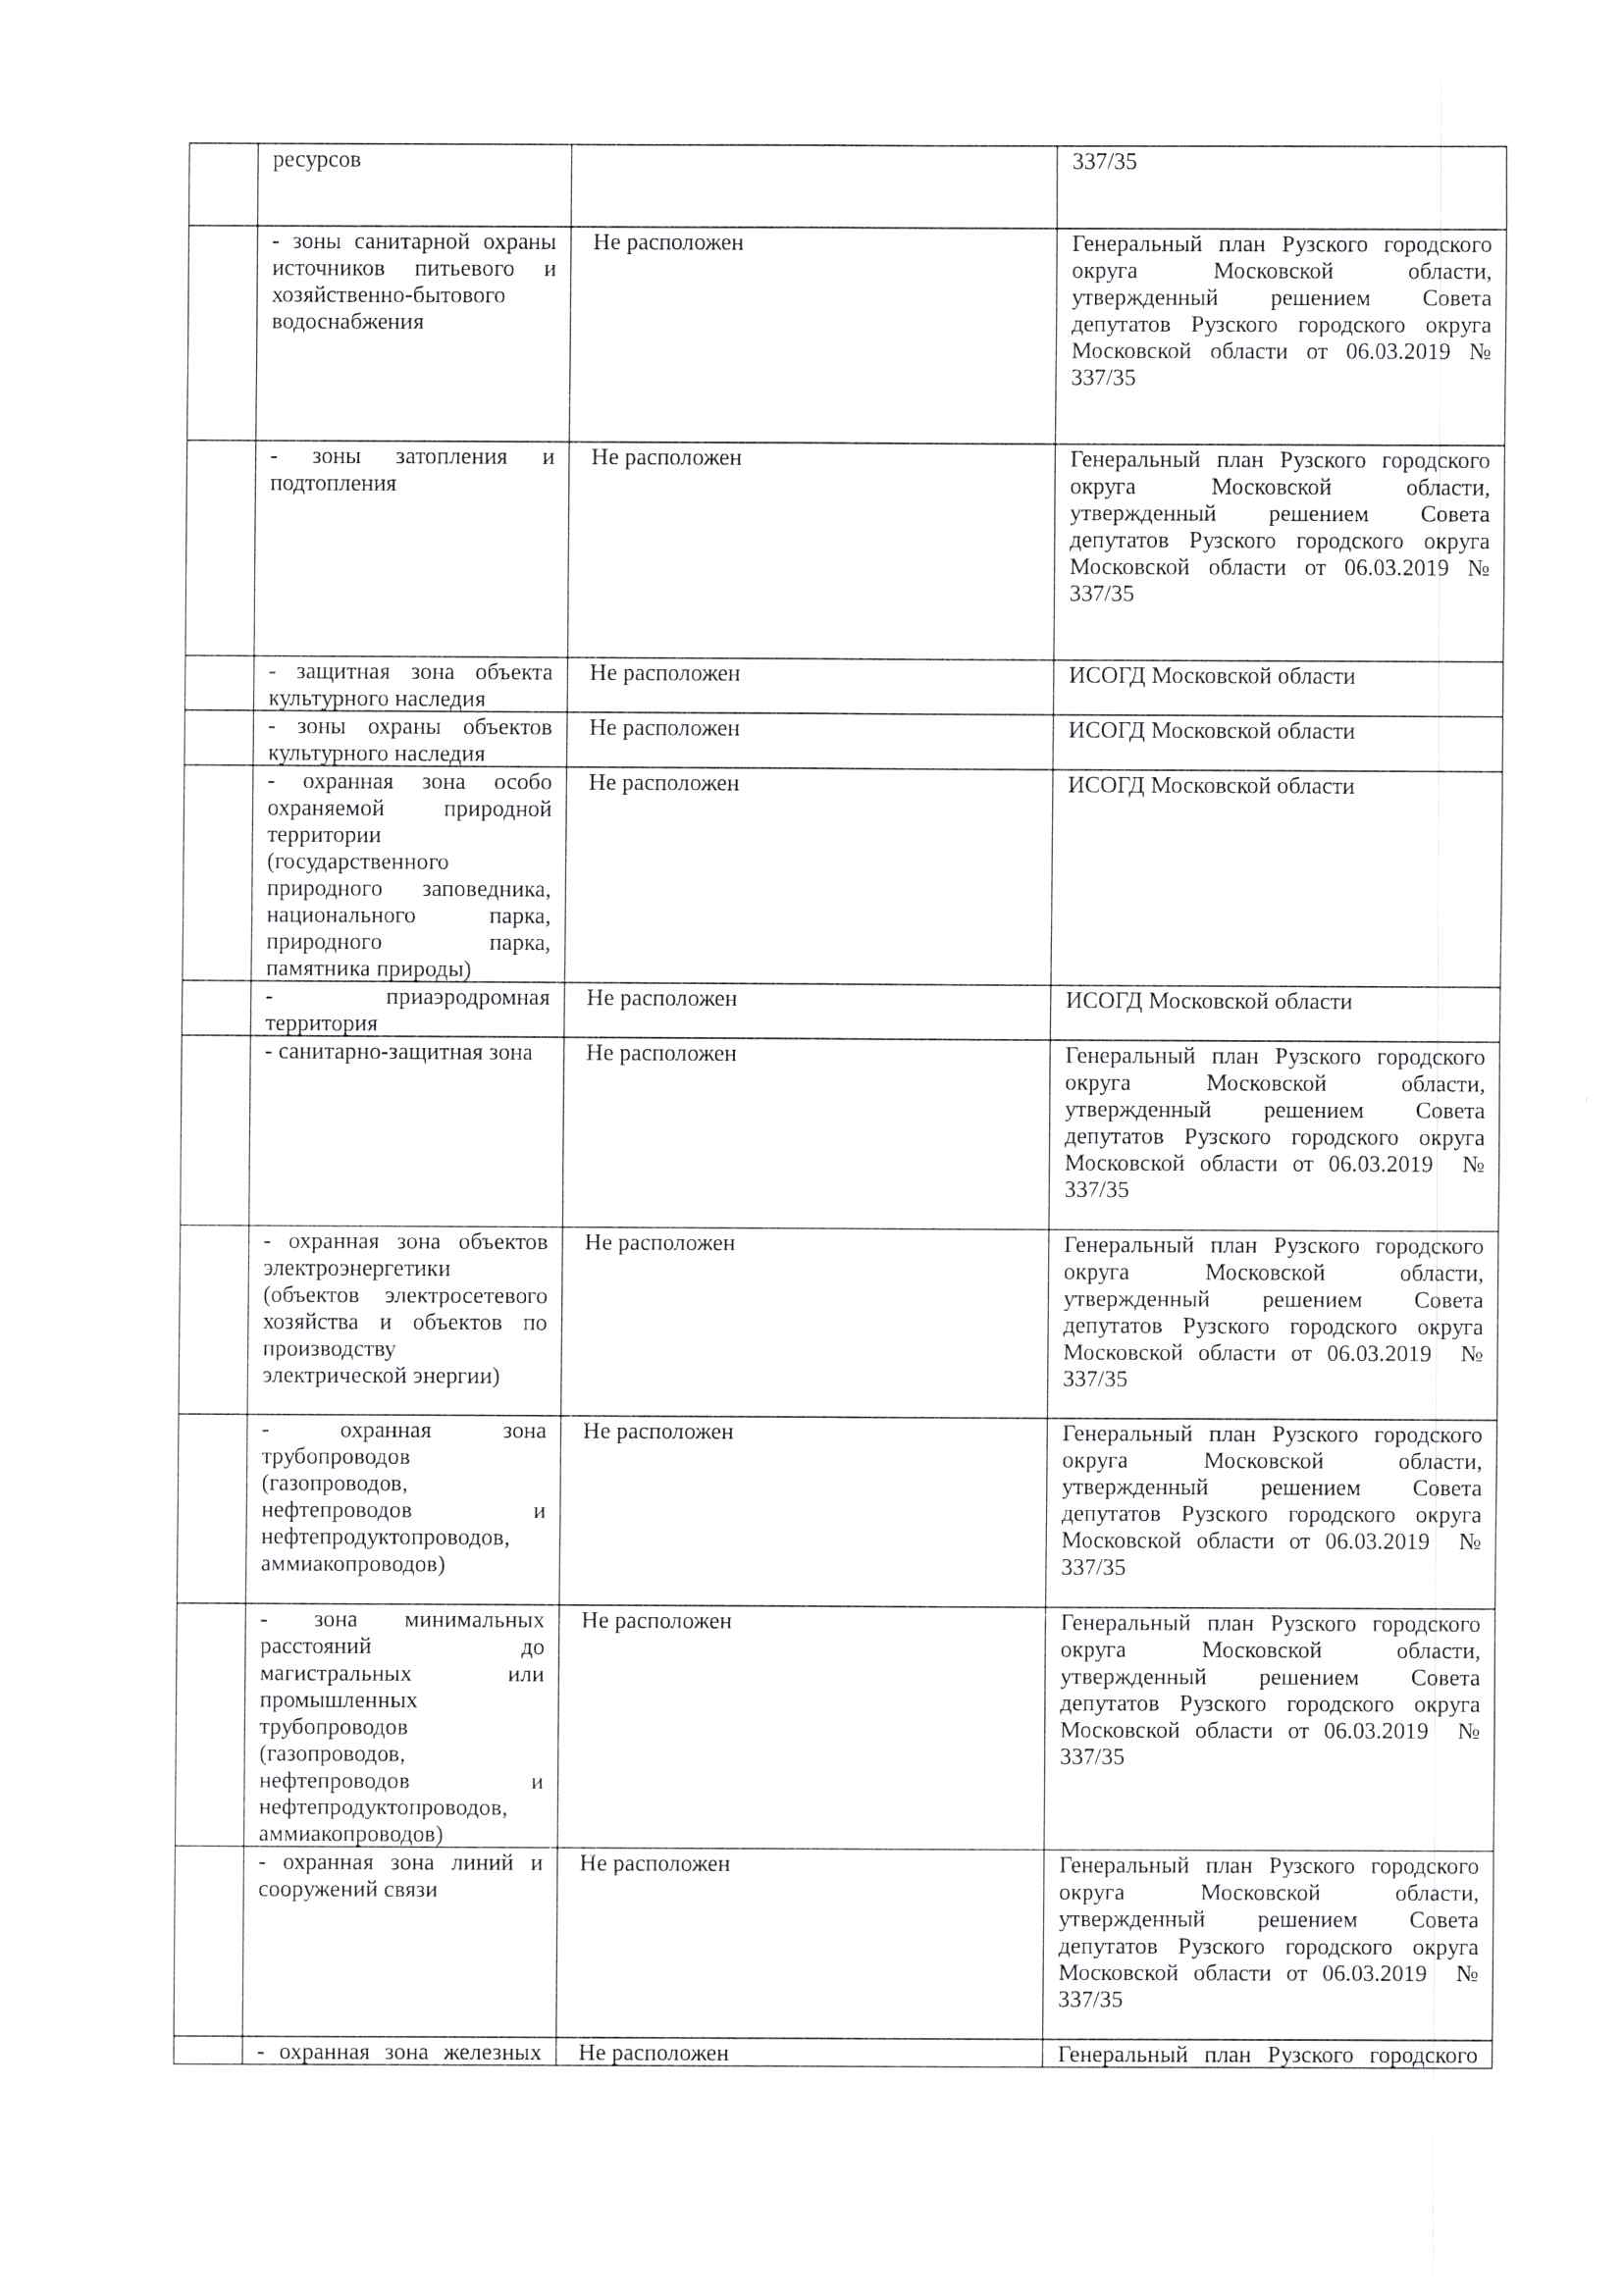 ресурсов
337/35
- зоны санитарной охраны
источников питьевого и
хозяйственно-бытового
водоснабжения
Не расположен
Генеральный план Рузского городского
округа Московской области,
утвержденный решением Совета
депутатов Рузского городского округа
Московской области от 06.03.2019 №
337/35
- зоны затопления и
подтопления
Не расположен
Генеральный план Рузского городского
округа Московской области,
утвержденный решением Совета
депутатов Рузского городского округа
Московской области от 06.03.2019 №
337/35
- защитная зона объекта
культурного наследия
Не расположен
ИСОГД Московской области
- зоны охраны объектов
культурного наследия
Не расположен
ИСОГД Московской области
- охранная зона особо
охраняемой природной
территории
(государственного
природного заповедника,
национального парка,
природного парка,
памятника природы)
Не расположен
ИСОГД Московской области
- приаэродромная
территория
Не расположен
ИСОГД Московской области
- санитарно-защитная зона
Не расположен
Генеральный план Рузского городского
округа Московской области,
утвержденный решением Совета
депутатов Рузского городского округа
Московской области от 06.03.2019 №
337/35
- охранная зона объектов
электроэнергетики
(объектов электросетевого
хозяйства и объектов по
производству
электрической энергии)
Не расположен
Генеральный план Рузского городского
округа Московской области,
утвержденный решением Совета
депутатов Рузского городского округа
Московской области от 06.03.2019 №
337/35
- охранная зона
трубопроводов
(газопроводов,
нефтепроводов и
нефтепродуктопроводов,
аммиакопроводов)
Не расположен
Генеральный план Рузского городского
округа Московской области,
утвержденный решением Совета
депутатов Рузского городского округа
Московской области от 06.03.2019 №
337/35
- зона минимальных
расстояний до
магистральных или
промышленных
трубопроводов
(газопроводов,
нефтепроводов и
нефтепродуктопроводов,
аммиакопроводов)
Не расположен
Генеральный план Рузского городского
округа Московской области,
утвержденный решением Совета
депутатов Рузского городского округа
Московской области от 06.03.2019 №
337/35
- охранная зона линий и
сооружений связи
Не расположен
Генеральный план Рузского городского
округа Московской области,
утвержденный решением Совета
депутатов Рузского городского округа
Московской области от 06.03.2019 №
337/35
- охранная зона железных
Не расположен
Генеральный план Рузского городского